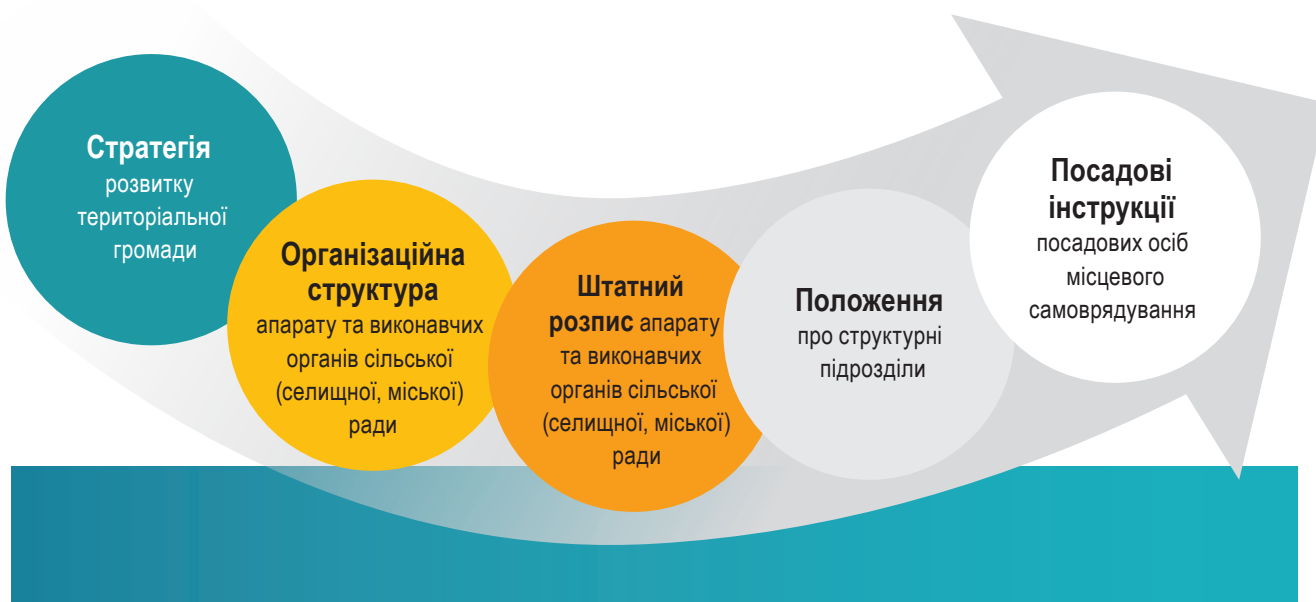 Стратегія
розвитку
територіальної
громади
Організаційна
структура
апарату та виконавчих
органів сільської
(селищної, міської)
ради
Штатний
розпис апарату
та виконавчих
органів сільської
(селищної, міської)
ради
Положення
про структурні
підрозділи
Посадові
інструкції
посадових осіб
місцевого
самоврядування